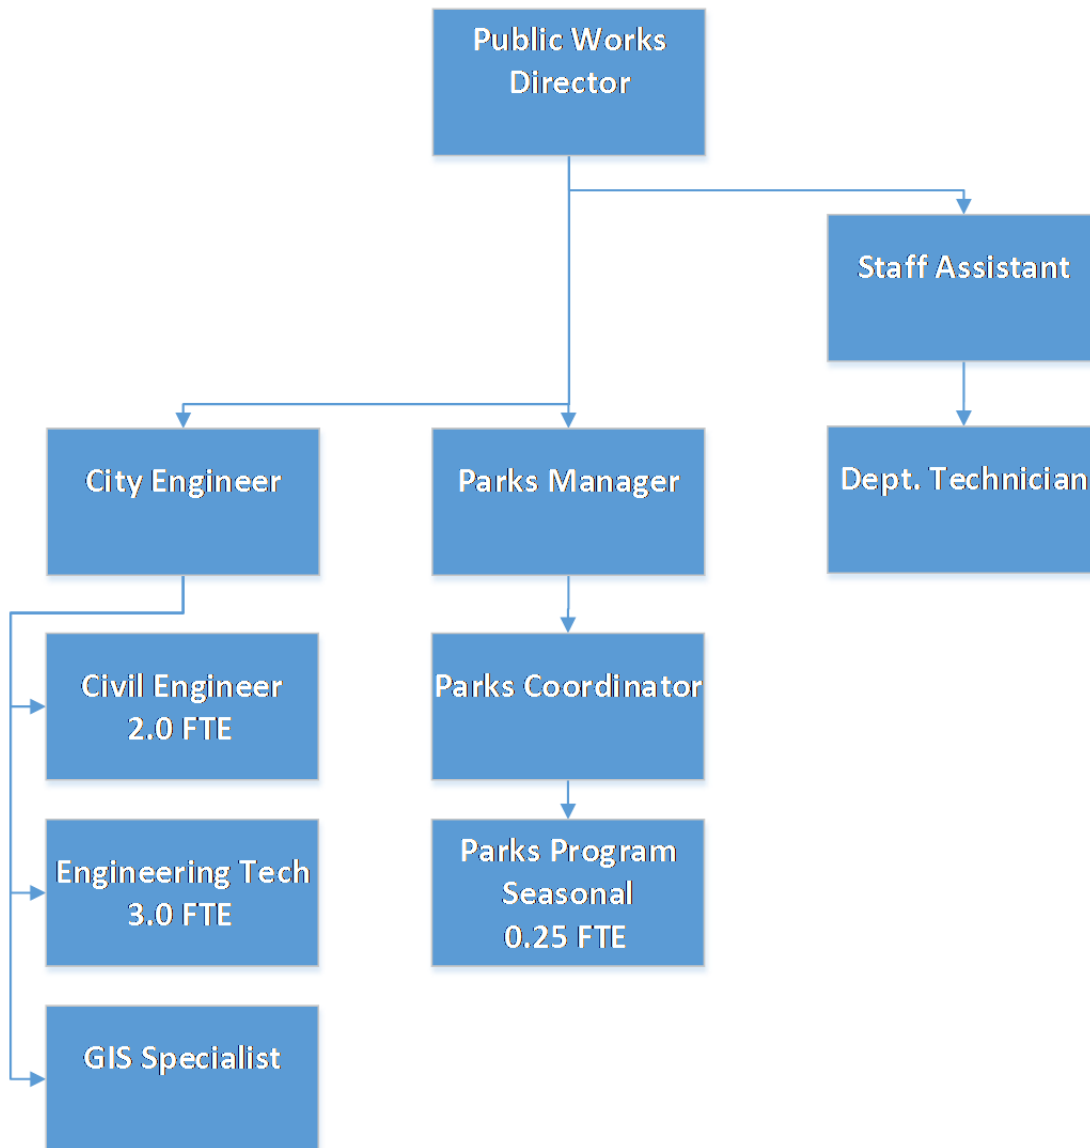 Public Works
Director
Staff Assistant
City Engineer
Parks Manager
Dept. Technician
Civil Engineer
2.0 FTE
Parks Coordinator
Engineering Tech
3.0 FTE
Parks Program
Seasonal
0.25 FTE
GIS Specialist